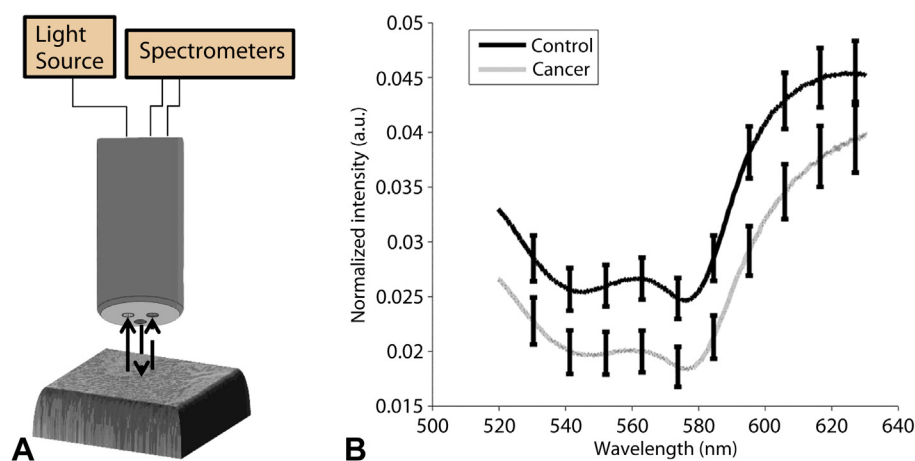 Light
Source
Spectrometers
A
0.05
0.045
0.04
0.035
0.03
0.025
0.02
0.015
Normalized intensity (a.u.)
Control
Cancer
500
520
540
560
580
600
620
640
Wavelength (nm)
B